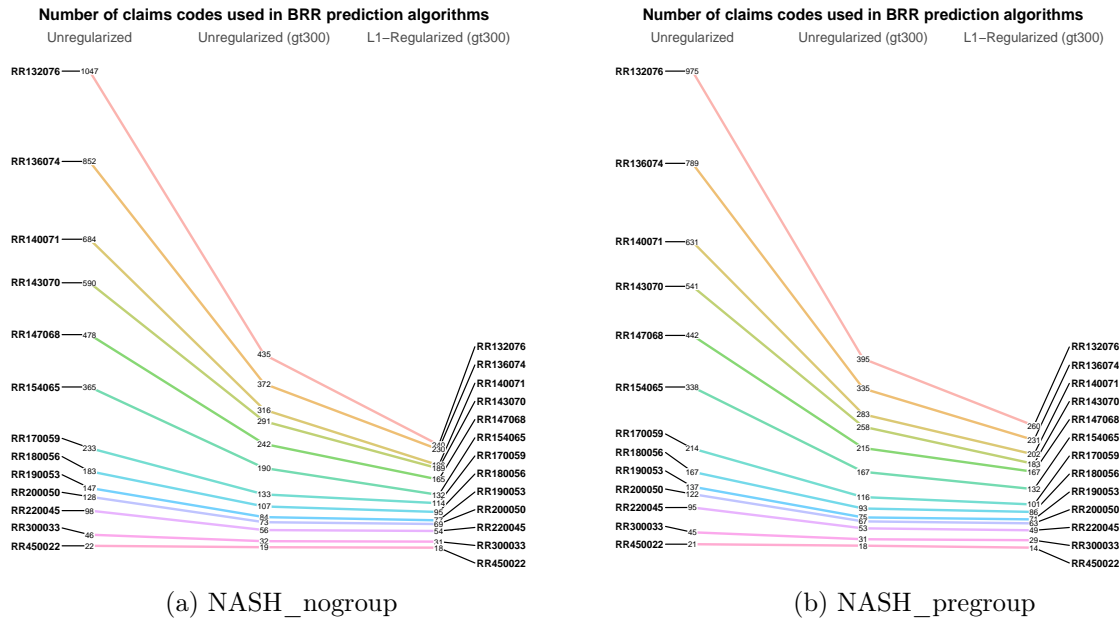 Number of claims codes used in BRR prediction algorithms
Unregularized Unregularized (gt300) L1−Regularized (gt300)
RR132076 1047
RR136074 852
RR140071 684
RR143070 590
RR147068 478
RR154065 365
RR170059 233
RR180056 183
RR190053 147
RR200050 128
RR220045 98
RR300033 46
RR450022 22
435
372
316
291
242
190
133
107
84
73
56
32
19
240
230
189
165
132
114
95
69
54
31
18
RR132076
RR136074
RR140071
RR143070
RR147068
RR154065
RR170059
RR180056
RR190053
RR200050
RR220045
RR300033
RR450022
(a) NASH_nogroup
Number of claims codes used in BRR prediction algorithms
Unregularized Unregularized (gt300) L1−Regularized (gt300)
RR132076 975
RR136074 789
RR140071 631
RR143070 541
RR147068 442
RR154065 338
RR170059 214
RR180056 167
RR190053 137
RR200050 122
RR220045 95
RR300033 45
RR450022 21
395
335
283
258
215
167
116
93
75
67
53
31
18
260
231
202
183
167
132
101
86
63
49
29
14
RR132076
RR136074
RR140071
RR143070
RR147068
RR154065
RR170059
RR180056
RR190053
RR200050
RR220045
RR300033
RR450022
(b) NASH_pregroup